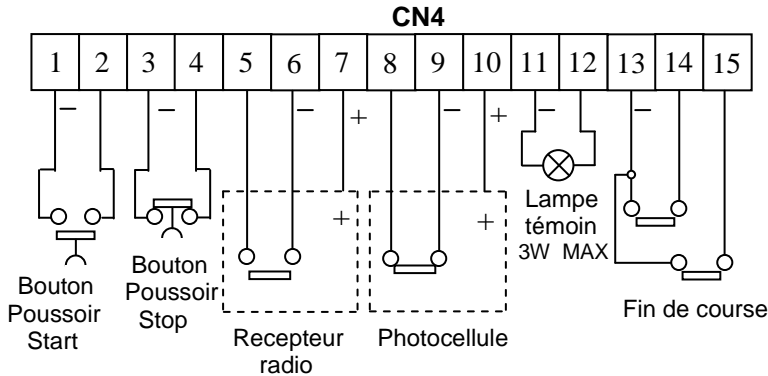 CN4
1 2 3 4 5 6 7 8 9 10 11 12 13 14 15
− − − + − + − −
+ +
Bouton
Poussoir
Start
Bouton
Poussoir
Stop
Recepteur
radio
Photocellule
Lampe
témoin
3W MAX
Fin de course